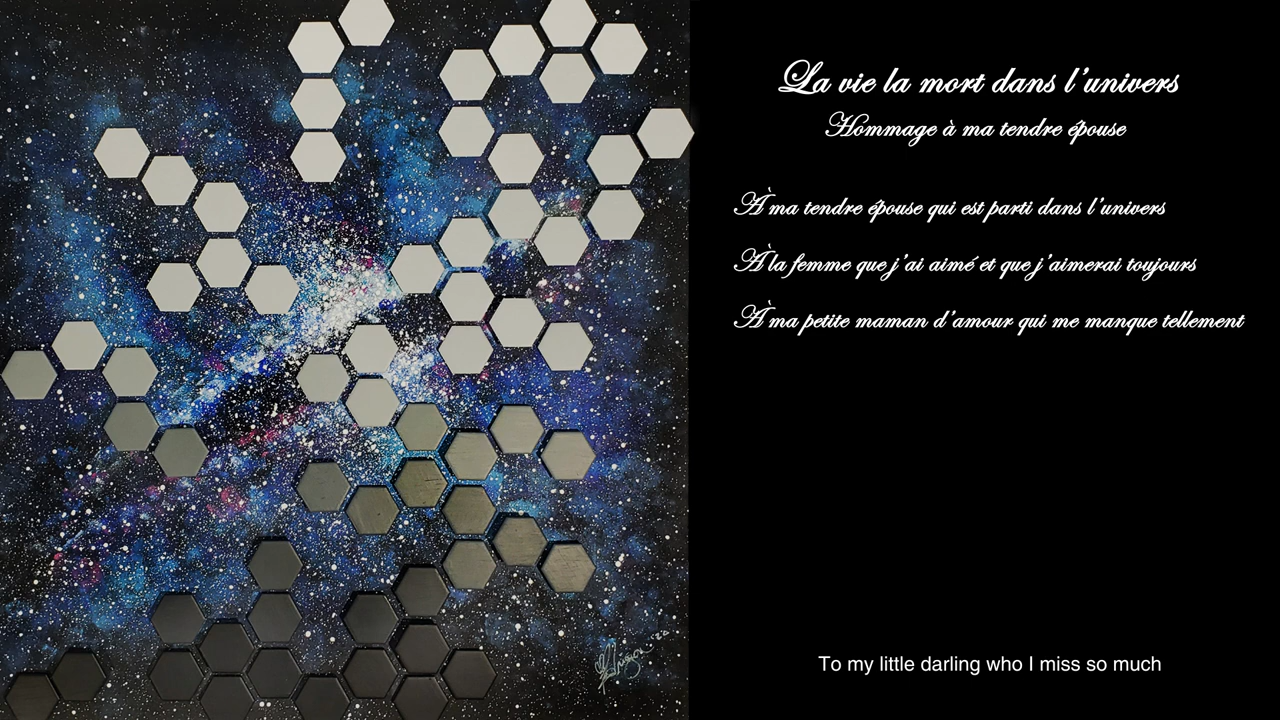 La vie la mort dans l'univers
Hommage à ma tendre épouse
À ma tendre épouse qui est parti dans l'univers
À la femme que j'ai aimé et que j'aimerai toujours
À ma petite maman d'amour qui me manque tellement
To my little darling who I miss so much